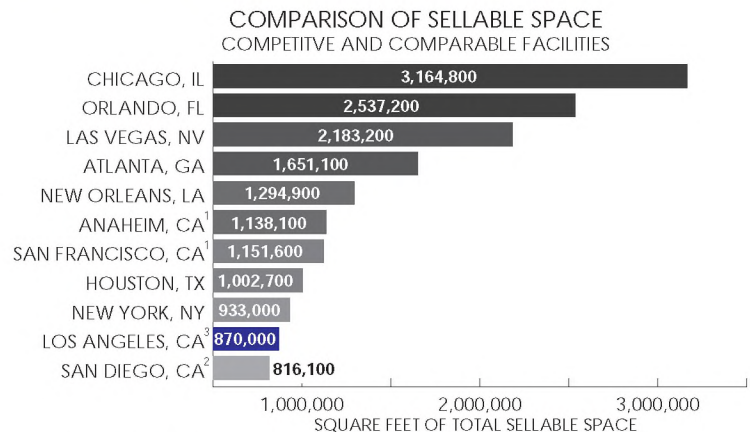 COMPARISON OF SELLABLE SPACE
COMPETITVE AND COMPARABLE FACILITIES
CHICAGO, IL 3,164,800
ORLANDO, FL 2,537,200
LAS VEGAS, NV 2,183,200
ATLANTA, GA 1,651,100
NEW ORLEANS, LA 1,294,900
ANAHEIM, CA¹ 1,138,100
SAN FRANCISCO, CA¹ 1,151,600
HOUSTON, TX 1,002,700
NEW YORK, NY 933,000
LOS ANGELES, CA³ 870,000
SAN DIEGO, CA² 816,100
1,000,000 2,000,000 3,000,000
SQUARE FEET OF TOTAL SELLABLE SPACE